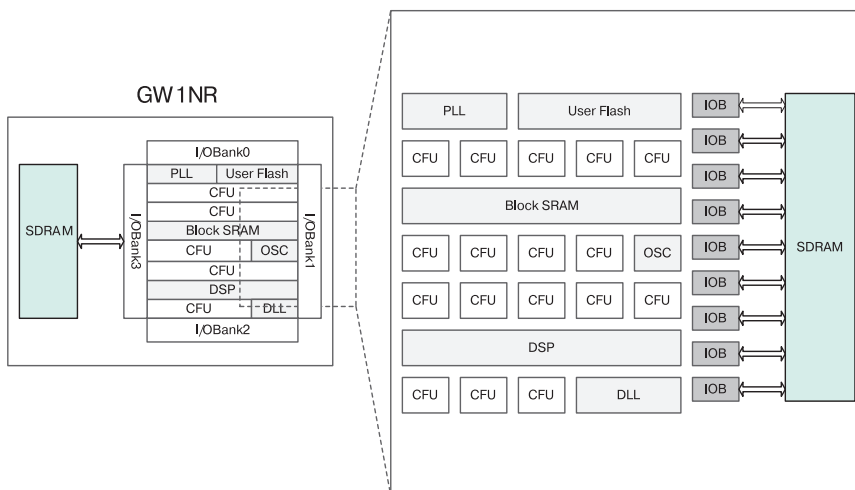 GW1NR
I/OBank0
PLL User Flash
CFU
CFU
Block SRAM
CFU OSC
CFU
DSP
CFU DLL
I/OBank2
I/OBank3
I/OBank1
SDRAM
PLL User Flash IOB
IOB
CFU CFU CFU CFU CFU
IOB
Block SRAM IOB
CFU CFU CFU CFU OSC IOB
SDRAM
CFU CFU CFU CFU CFU IOB
IOB
DSP IOB
CFU CFU CFU DLL IOB